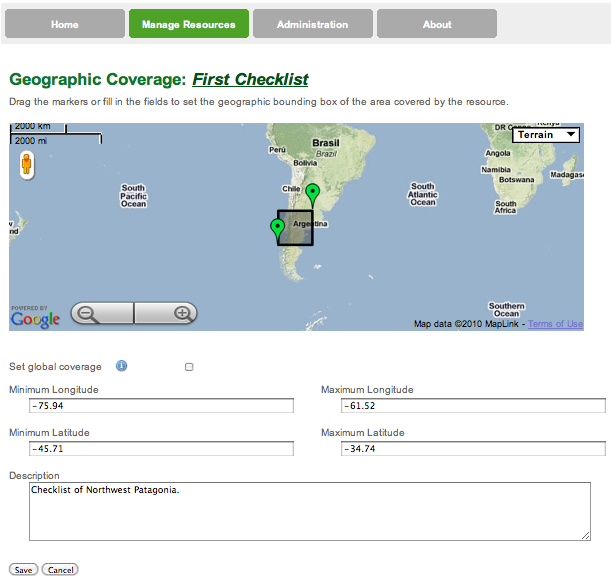 Home
Manage Resources
Administration
About
Geographic Coverage: First Checklist
Drag the markers or fill in the fields to set the geographic bounding box of the area covered by the resource.
2000 km
2000 mi
Terrain
Perú
Brasil
Brazil
Bolivia
Chile
Argentina
South
Pacific
Ocean
South
Atlantic
Ocean
Angola
Namibia
Botswana
South
Africa
Southern
Ocean
POWERED BY
Google
Map data ©2010 MapLink - Terms of Use
Set global coverage
Minimum Longitude
Maximum Longitude
-75.94
-61.52
Minimum Latitude
Maximum Latitude
-45.71
-34.74
Description
Checklist of Northwest Patagonia.
Save
Cancel